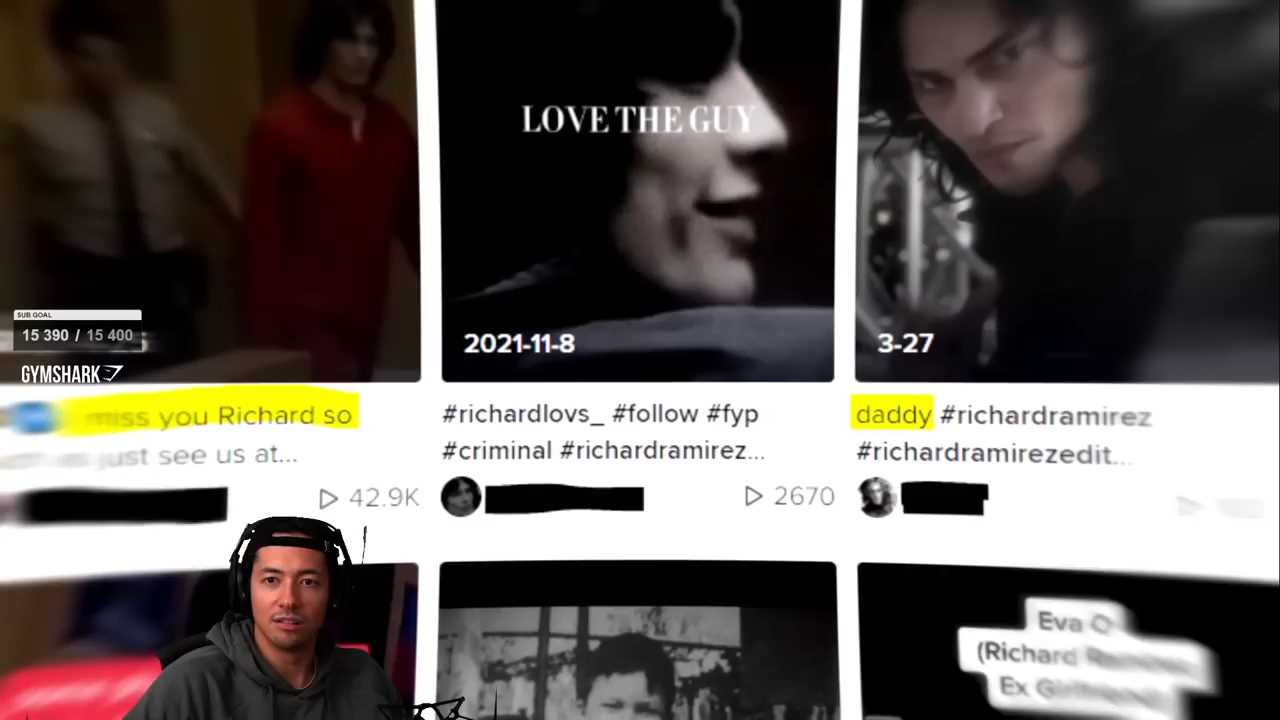 LOVE THE GUY
2021-11-8
3-27
SUB GOAL
15 390 / 15 400
GYMSHARK
miss you Richard so
just see us at...
42.9K
#richardlovs_ #follow #fyp
#criminal #richardramirez...
2670
daddy #richardramirez
#richardramirezedit...
Eva O
(Richard
Ex Girlfriend)